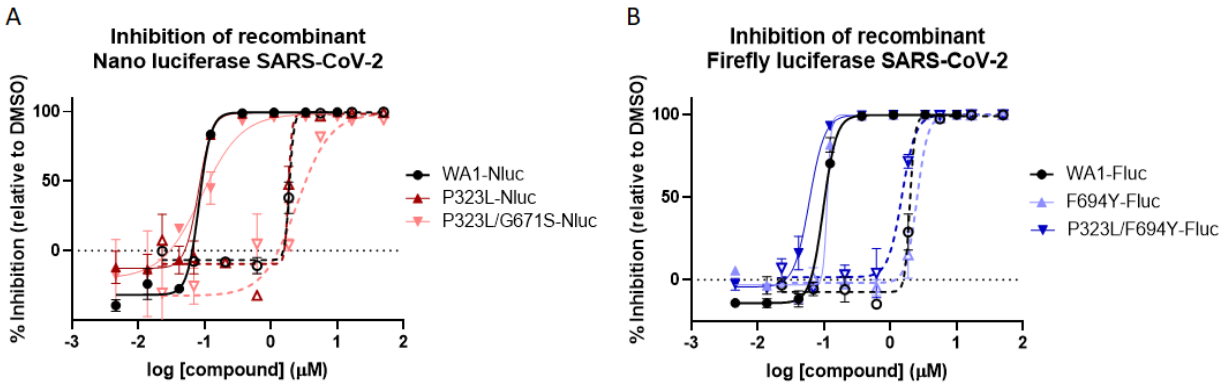 A
Inhibition of recombinant
Nano luciferase SARS-CoV-2
% Inhibition (relative to DMSO)
100
50
0
-3
-2
-1
0
1
2
log [compound] (μM)
WA1-Nluc
P323L-Nluc
P323L/G671S-Nluc
B
Inhibition of recombinant
Firefly luciferase SARS-CoV-2
% Inhibition (relative to DMSO)
100
50
0
-3
-2
-1
0
1
2
log [compound] (μM)
WA1-Fluc
F694Y-Fluc
P323L/F694Y-Fluc